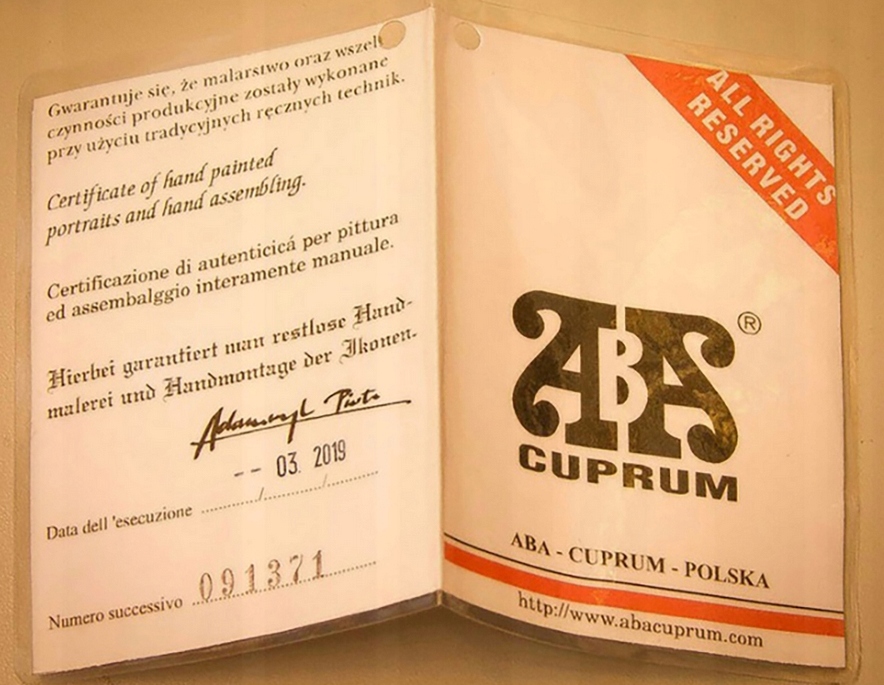 Gwarantuje się, że malarstwo oraz
czynności produkcyjne zostały wykonane
przy użyciu tradycyjnych ręcznych technik.
Certificate of hand painted
portraits and hand assembling.
Certificazione di autenticicá per pittura
ed assembalggio interamente manuale.
Hierbei garantiert man restlose Hand-
malerei und Handmontage der Ikonen-
-- 03. 2019
Data dell'esecuzione ......../........../........
Numero successivo 091371
ALL RIGHTS
RESERVED
ABA ®
CUPRUM
ABA - CUPRUM - POLSKA
http://www.abacuprum.com